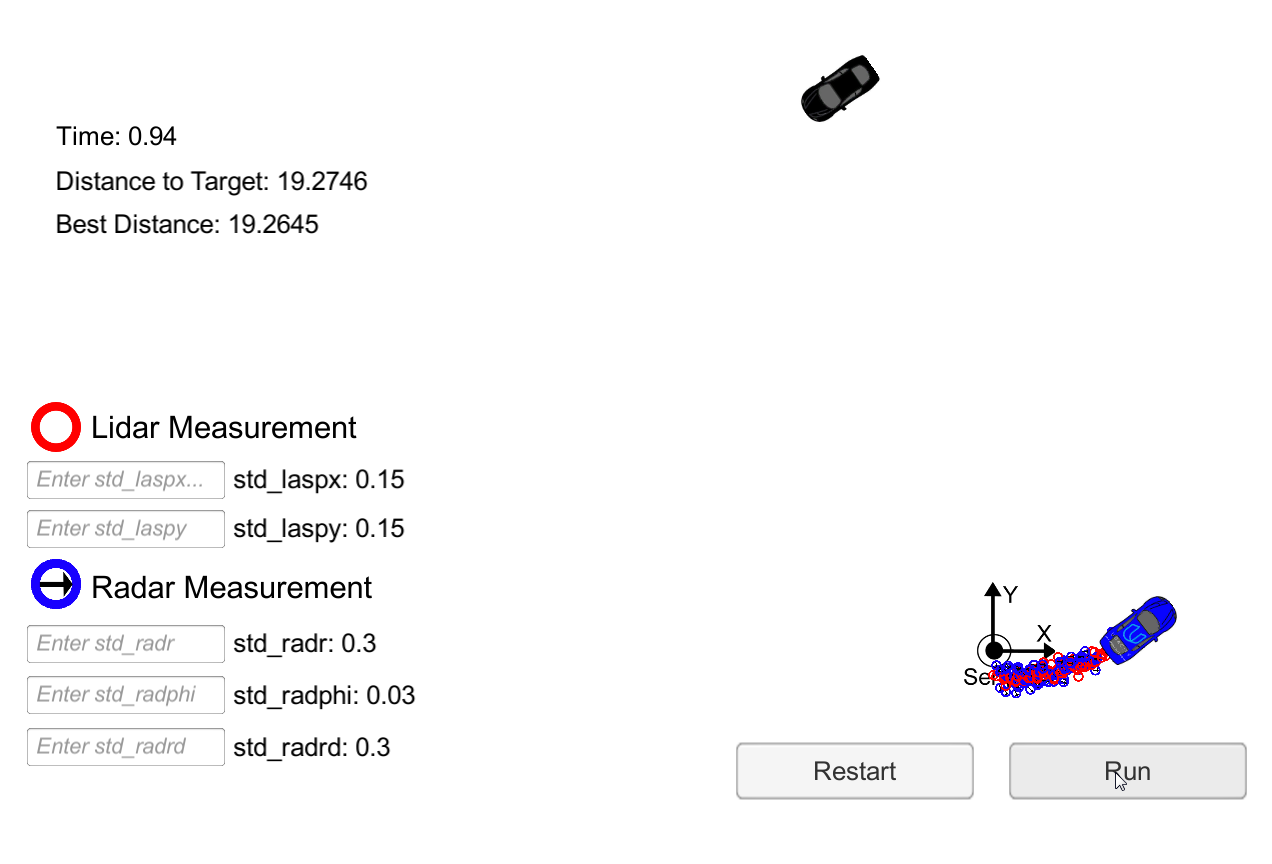 Time: 0.94
Distance to Target: 19.2746
Best Distance: 19.2645
Lidar Measurement
Enter std_laspx... std_laspx: 0.15
Enter std_laspy std_laspy: 0.15
Radar Measurement
Enter std_radr std_radr: 0.3
Enter std_radphi std_radphi: 0.03
Enter std_radrd std_radrd: 0.3
Y
X
Restart
Run